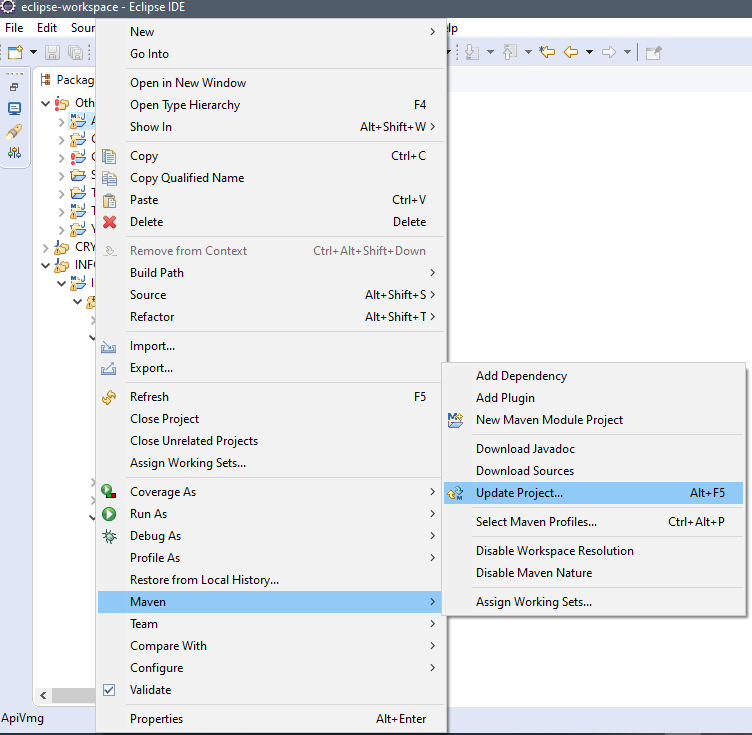 eclipse-workspace - Eclipse IDE
File Edit
Packag
Oth
CRY
INF
New
Go Into
Open in New Window
Open Type Hierarchy F4
Show In Alt+Shift+W >
Copy Ctrl+C
Copy Qualified Name
Paste Ctrl+V
Delete Delete
Remove from Context Ctrl+Alt+Shift+Down
Build Path
Source Alt+Shift+S >
Refactor Alt+Shift+T >
Import...
Export...
Refresh F5
Close Project
Close Unrelated Projects
Assign Working Sets...
Coverage As
Run As
Debug As
Profile As
Restore from Local History...
Maven
Team
Compare With
Configure
Validate
Properties Alt+Enter
Add Dependency
Add Plugin
New Maven Module Project
Download Javadoc
Download Sources
Update Project... Alt+F5
Select Maven Profiles... Ctrl+Alt+P
Disable Workspace Resolution
Disable Maven Nature
Assign Working Sets...
ApiVmg